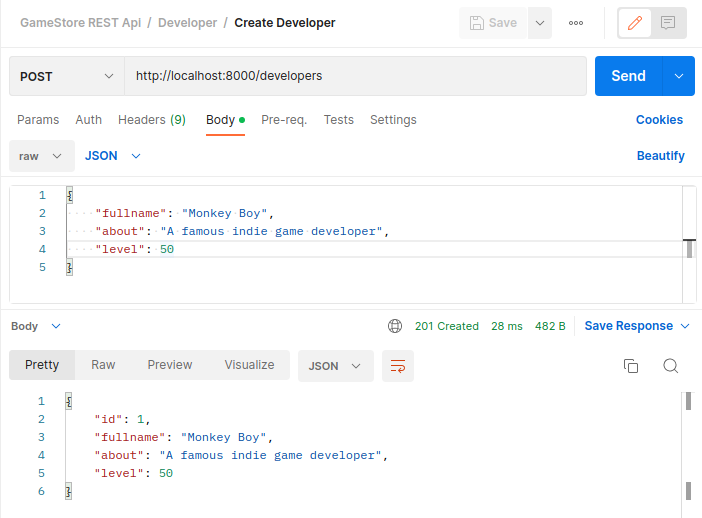 GameStore REST Api / Developer / Create Developer Save ०००
POST http://localhost:8000/developers Send
Params Auth Headers (9) Body Pre-req. Tests Settings Cookies
raw JSON Beautify
1 {
2 "fullname": "Monkey Boy",
3 "about": "A famous indie game developer",
4 "level": 50
5 }
Body 201 Created 28 ms 482 B Save Response
Pretty Raw Preview Visualize JSON
1 {
2 "id": 1,
3 "fullname": "Monkey Boy",
4 "about": "A famous indie game developer",
5 "level": 50
6 }